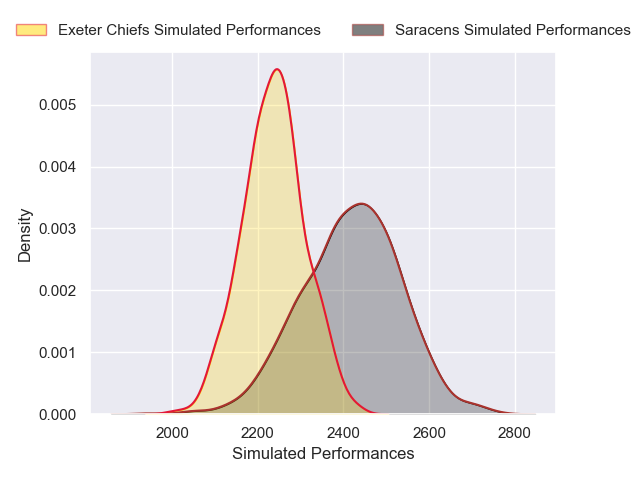 Exeter Chiefs Simulated Performances Saracens Simulated Performances
0.005
0.004
0.003
0.002
0.001
0.000
Density
2000 2200 2400 2600 2800
Simulated Performances